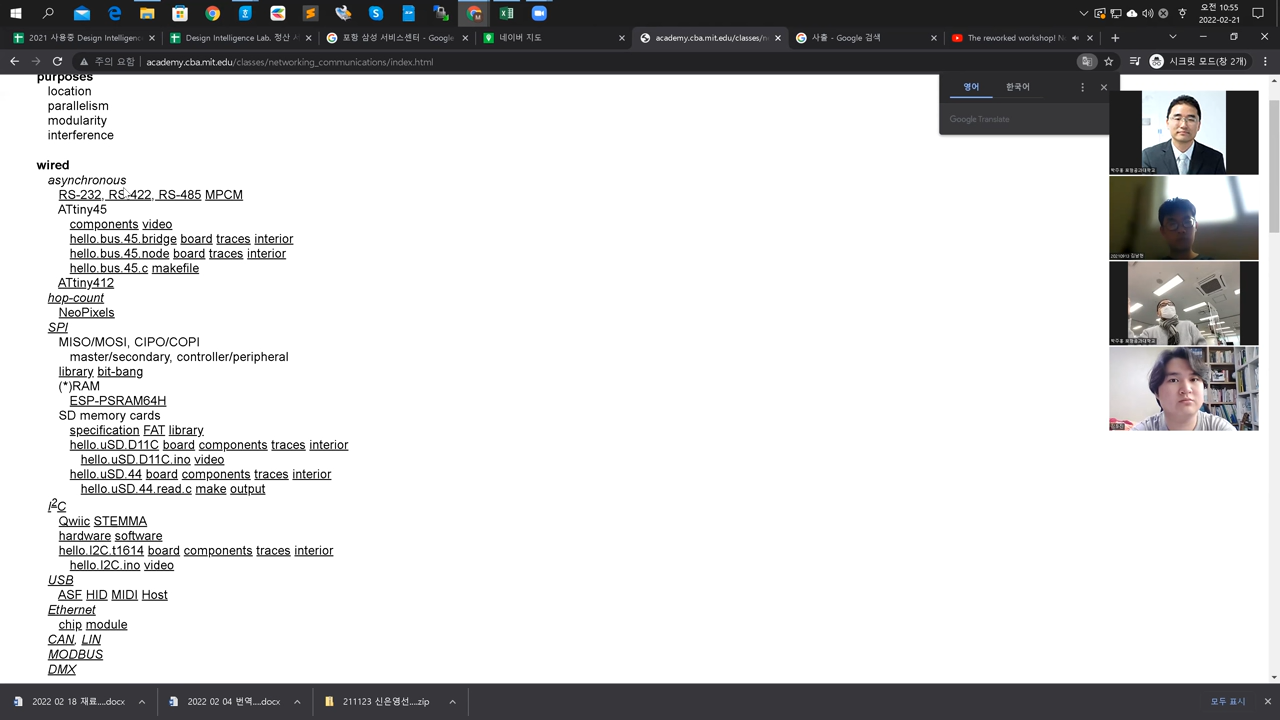 오전 10:55
2022-02-21
2021 사용중 Design Intelligenc
Design Intelligence Lab. 정산 서
포항 삼성 서비스센터 - Google
네이버 지도
academy.cba.mit.edu/classes/ne
사출 - Google 검색
The reworked workshop! N
주의 요함
academy.cba.mit.edu/classes/networking_communications/index.html
시크릿 모드(창 2개)
영어 한국어
Google Translate
purposes
location
parallelism
modularity
interference
wired
asynchronous
RS-232, RS-422, RS-485 MPCM
ATtiny45
components video
hello.bus.45.bridge board traces interior
hello.bus.45.node board traces interior
hello.bus.45.c makefile
ATtiny412
hop-count
NeoPixels
SPI
MISO/MOSI, CIPO/COPI
master/secondary, controller/peripheral
library bit-bang
(*)RAM
ESP-PSRAM64H
SD memory cards
specification FAT library
hello.uSD.D11C board components traces interior
hello.uSD.D11C.ino video
hello.uSD.44 board components traces interior
hello.uSD.44.read.c make output
I2C
Qwiic STEMMA
hardware software
hello.I2C.t1614 board components traces interior
hello.I2C.ino video
USB
ASF HID MIDI Host
Ethernet
chip module
CAN, LIN
MODBUS
DMX
2022 02 18 재료....docx
2022 02 04 번역....docx
211123 신은영선....zip
모두 표시